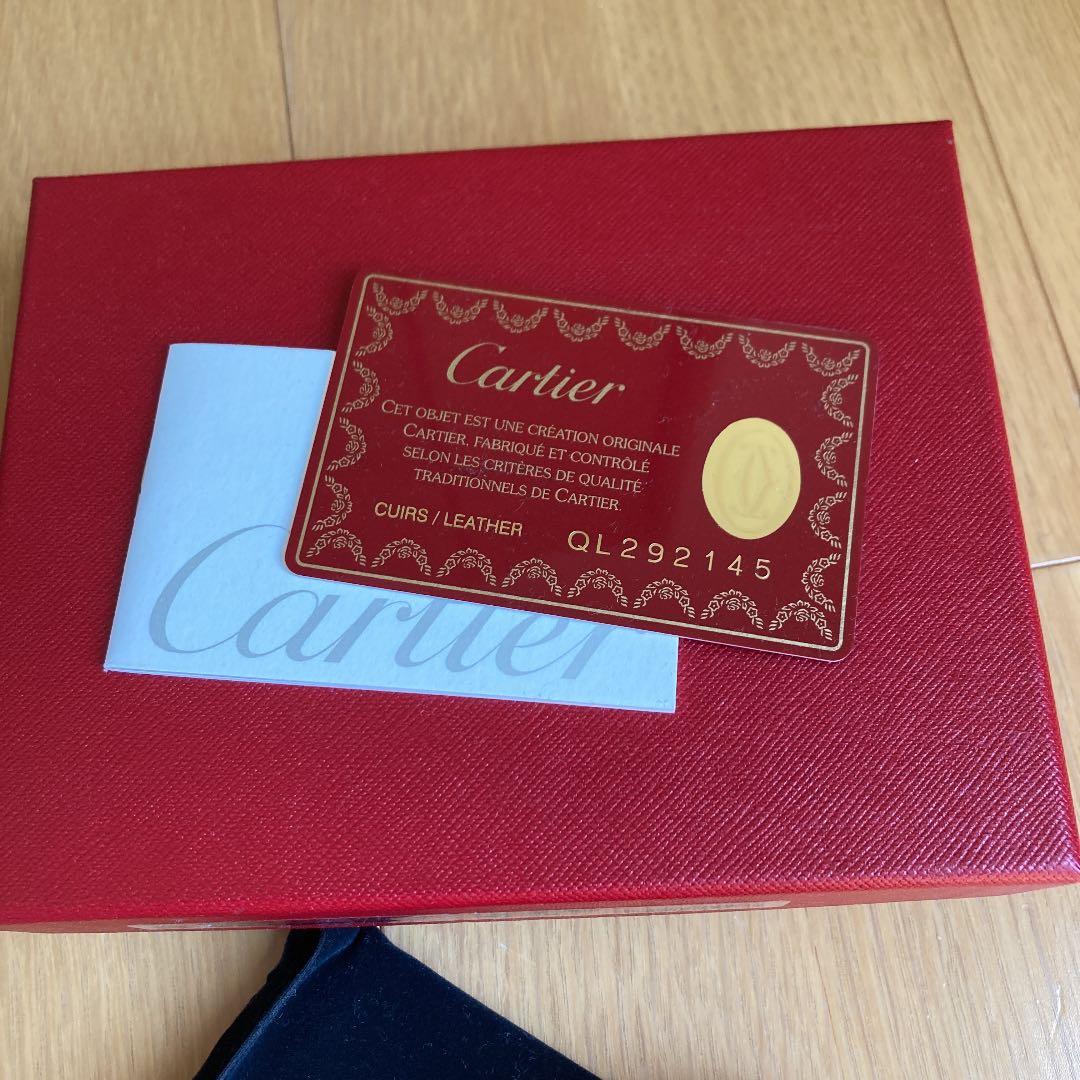 Cartier
CET OBJET EST UNE CRÉATION ORIGINALE
CARTIER, FABRIQUÉ ET CONTRÔLÉ
SELON LES CRITÈRES DE QUALITÉ
TRADITIONNELS DE CARTIER.
CUIRS / LEATHER
QL292145
Cartier